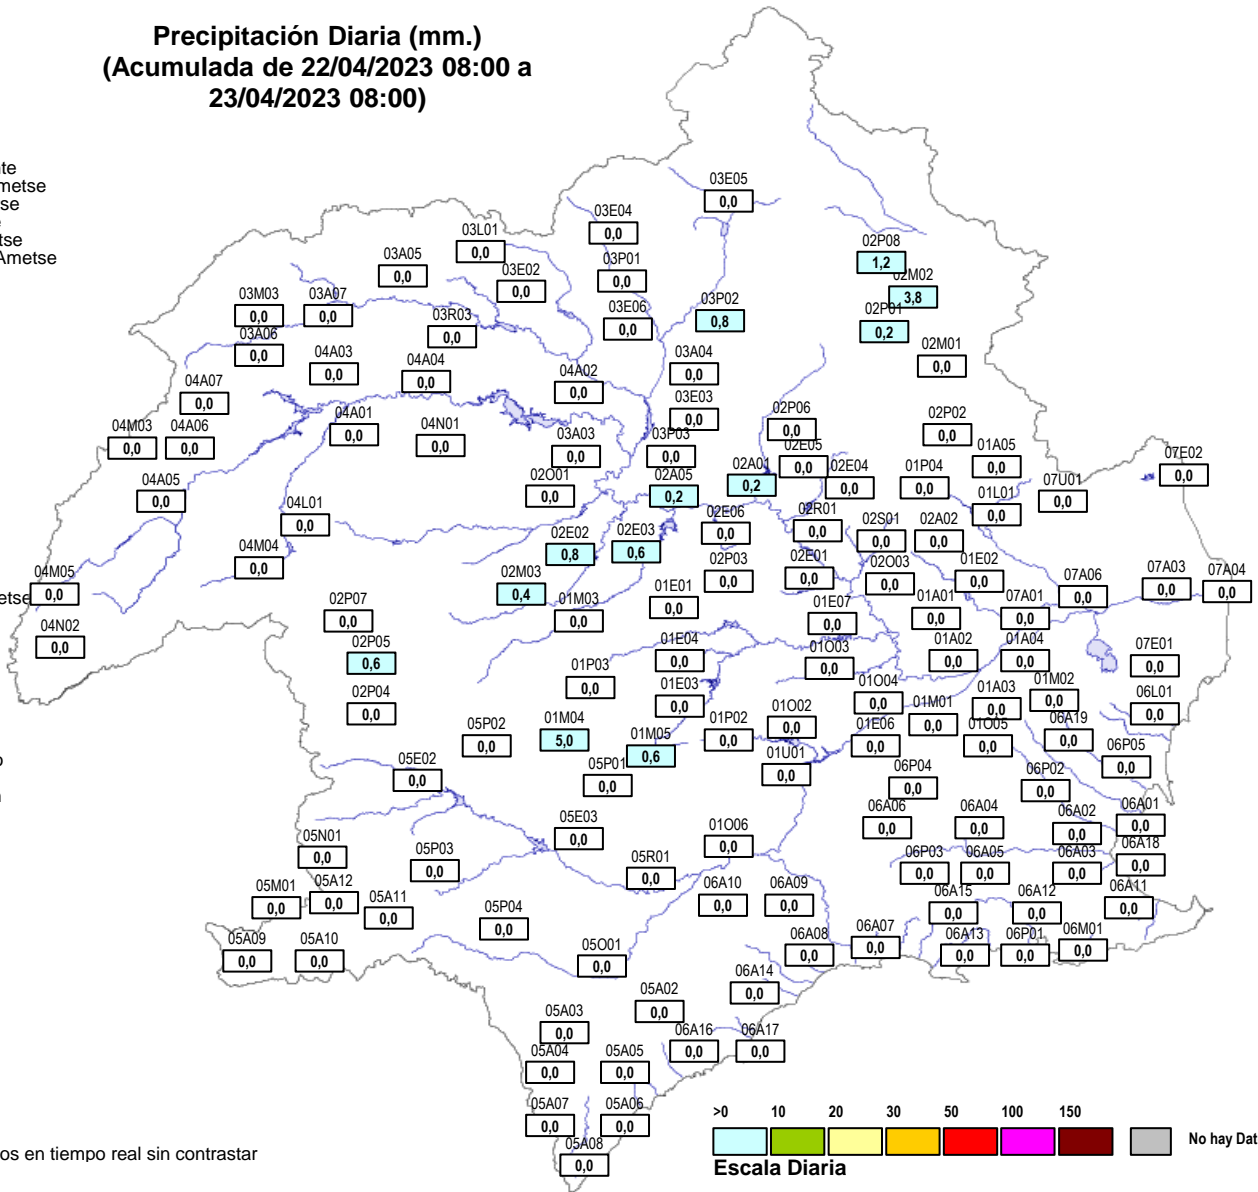 Precipitación Diaria (mm.)
(Acumulada de 22/04/2023 08:00 a
23/04/2023 08:00)
03E05
0,0
03E04
0,0
03L01
0,0
03A05
0,0
03E02
0,0
03P01
0,0
02P08
1,2
02M02
3,8
03M03
0,0
03A07
0,0
03R03
0,0
03E06
0,0
03P02
0,8
02P01
0,2
03A06
0,0
04A03
0,0
04A04
0,0
04A02
0,0
03A04
0,0
02M01
0,0
04A07
0,0
04A01
0,0
04N01
0,0
03E03
0,0
02P06
0,0
02P02
0,0
04M03
0,0
04A06
0,0
03A03
0,0
03P03
0,0
02E05
0,0
01A05
0,0
07E02
0,0
04A05
0,0
02O01
0,0
02A05
0,2
02A01
0,2
02E04
0,0
01P04
0,0
07U01
0,0
04L01
0,0
02E06
0,0
02R01
0,0
02S01
0,0
02A02
0,0
01L01
0,0
04M04
0,0
02E02
0,8
02E03
0,6
02P03
0,0
02E01
0,0
02O03
0,0
01E02
0,0
04M05
0,0
02M03
0,4
01M03
0,0
01E01
0,0
01E07
0,0
01A01
0,0
07A01
0,0
07A06
0,0
07A03
0,0
07A04
0,0
04N02
0,0
02P07
0,0
02P05
0,6
01E04
0,0
01O03
0,0
01A02
0,0
01A04
0,0
07E01
0,0
02P04
0,0
01P03
0,0
01E03
0,0
01O04
0,0
01A03
0,0
01M02
0,0
06L01
0,0
05P02
0,0
01M04
5,0
01M05
0,6
01P02
0,0
01O02
0,0
01E06
0,0
01M01
0,0
01O05
0,0
06A19
0,0
06P05
0,0
05E02
0,0
05P01
0,0
01U01
0,0
06P04
0,0
06P02
0,0
05E03
0,0
01O06
0,0
06A06
0,0
06A04
0,0
06A02
0,0
06A01
0,0
05N01
0,0
05P03
0,0
05R01
0,0
06P03
0,0
06A05
0,0
06A03
0,0
06A18
0,0
05M01
0,0
05A12
0,0
05A11
0,0
05P04
0,0
06A10
0,0
06A09
0,0
06A15
0,0
06A12
0,0
06A11
0,0
05A09
0,0
05A10
0,0
05O01
0,0
06A08
0,0
06A07
0,0
06A13
0,0
06P01
0,0
06M01
0,0
06A14
0,0
05A02
0,0
05A03
0,0
06A16
0,0
06A17
0,0
05A04
0,0
05A05
0,0
05A07
0,0
05A06
0,0
05A08
0,0
>0 10 20 30 50 100 150
No hay Dat
Escala Diaria
os en tiempo real sin contrastar